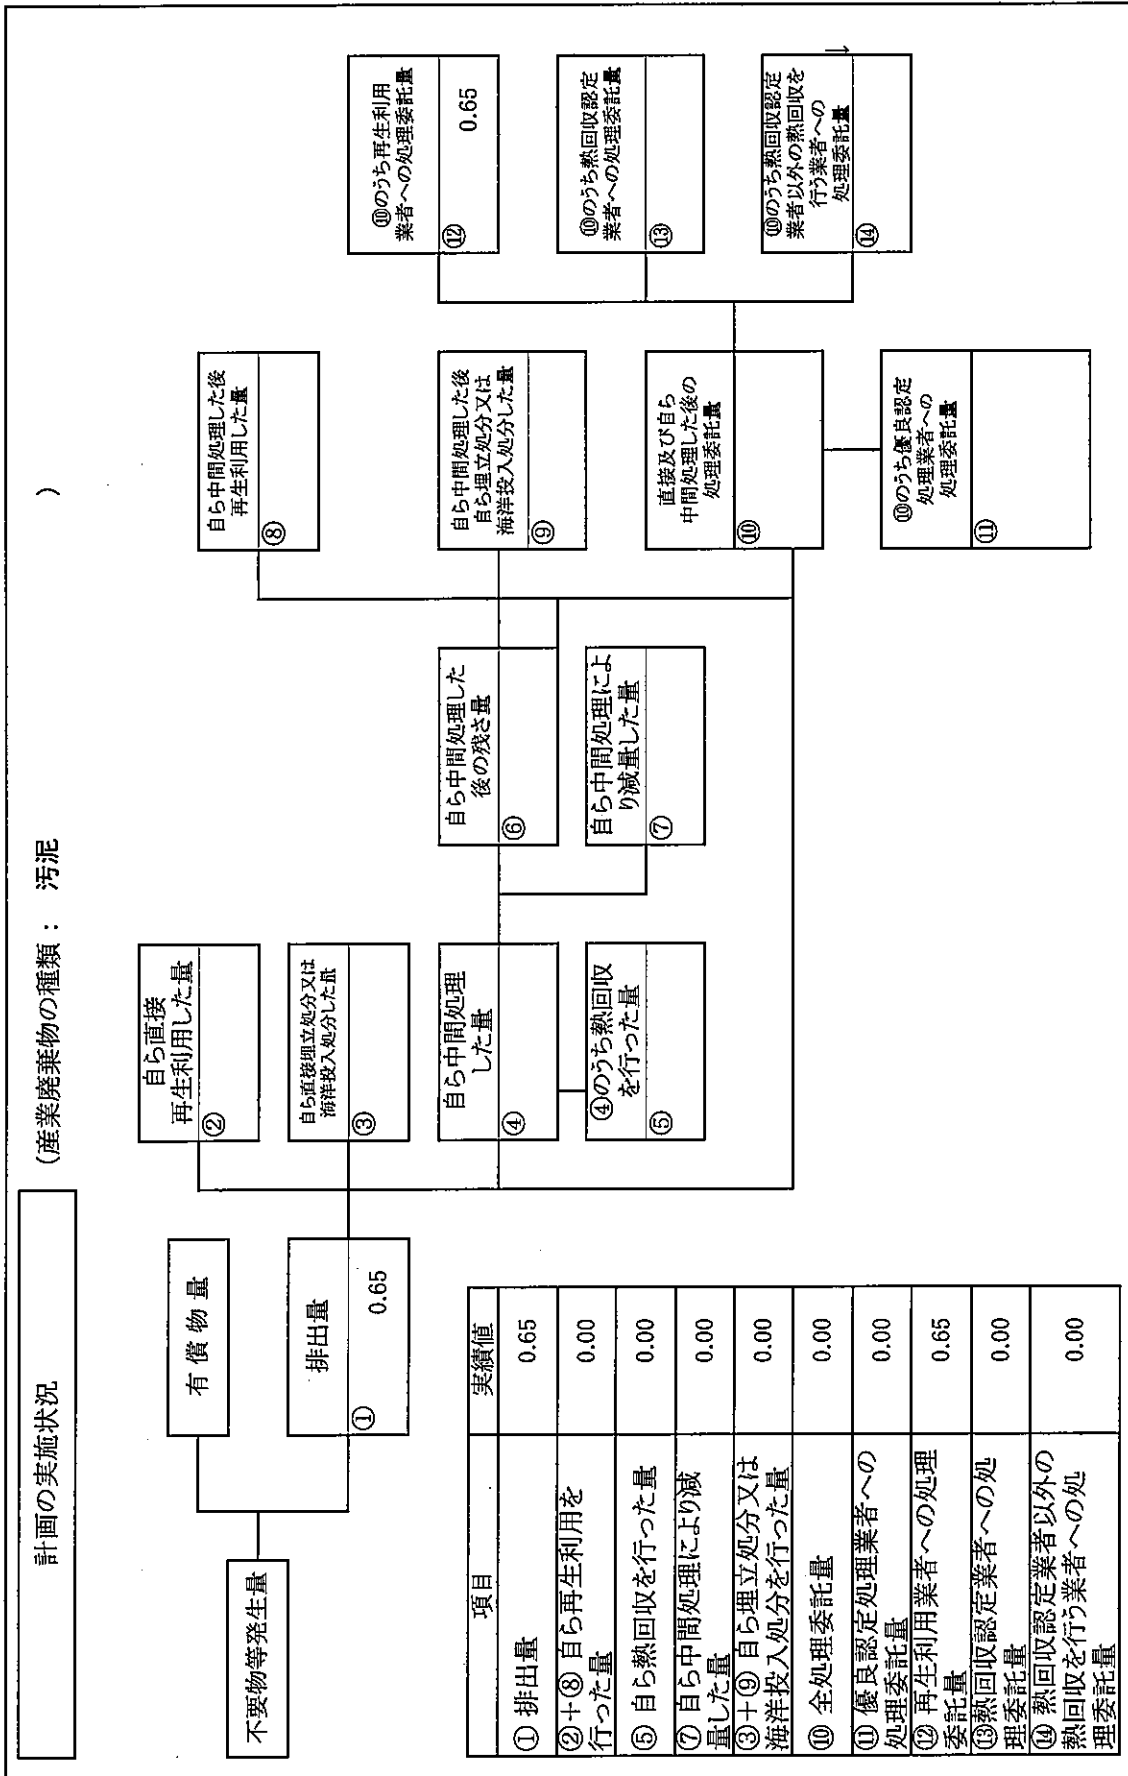 計画の実施状況
（産業廃棄物の種類： 汚泥 ）
不要物等発生量
有 償 物 量
排出量
① 0.65
自ら直接
再生利用した量
②
自ら直接埋立処分又は
海洋投入処分した量
③
自ら中間処理
した量
④
④のうち熱回収
を行った量
⑤
自ら中間処理した
後の残さ量
⑥
自ら中間処理によ
り減量した量
⑦
自ら中間処理した後
再生利用した量
⑧
自ら中間処理した後
自ら埋立処分又は
海洋投入処分した量
⑨
直接及び自ら
中間処理した後の
処理委託量
⑩
⑩のうち優良認定
処理業者への
処理委託量
⑪
⑩のうち再生利用
業者への処理委託量
⑫ 0.65
⑩のうち熱回収認定
業者への処理委託量
⑬
⑩のうち熱回収認定
業者以外の熱回収を
行う業者への
処理委託量
⑭
項目 実績値
① 排出量 0.65
②＋⑧ 自ら再生利用を
行った量 0.00
⑤ 自ら熱回収を行った量 0.00
⑦ 自ら中間処理により減
量した量 0.00
③＋⑨ 自ら埋立処分又は
海洋投入処分を行った量 0.00
⑩ 全処理委託量 0.00
⑪ 優良認定処理業者への
処理委託量 0.00
⑫ 再生利用業者への処理
委託量 0.65
⑬熱回収認定業者への処
理委託量 0.00
⑭ 熱回収認定業者以外の
熱回収を行う業者への処
理委託量 0.00